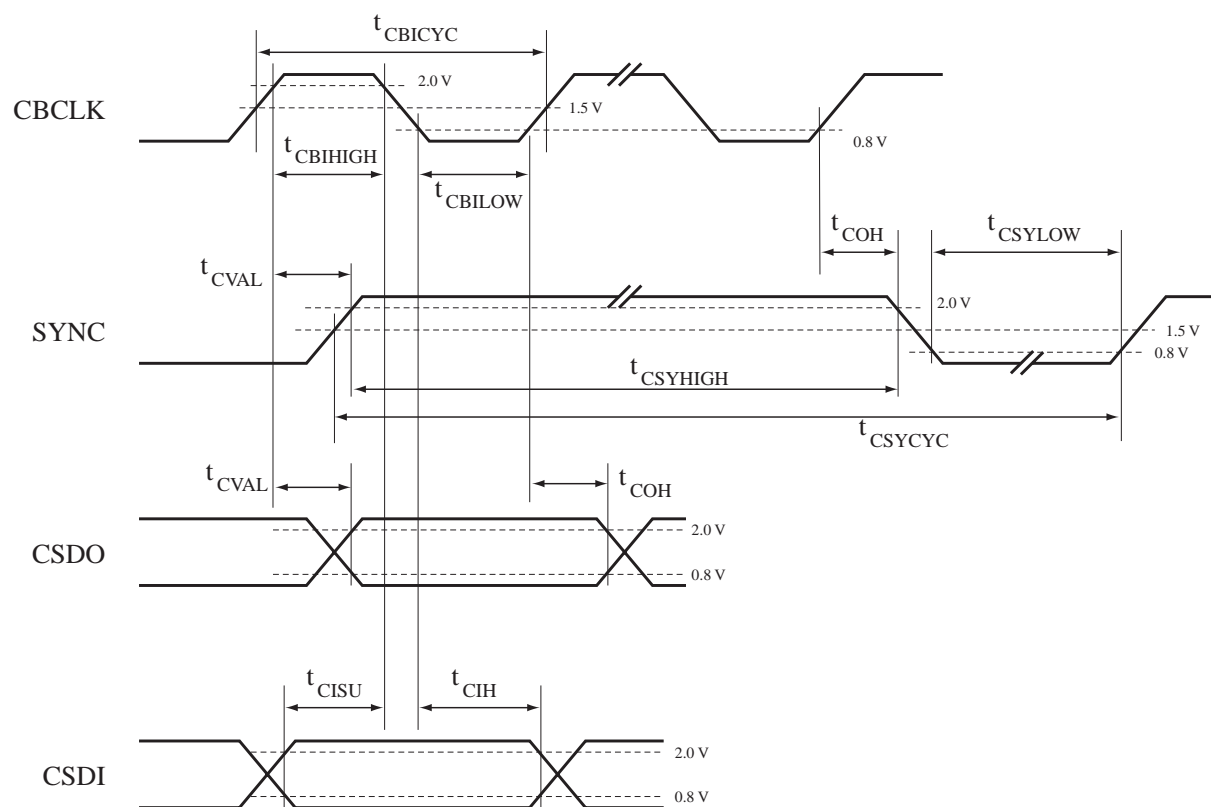 tCBICYC
2.0 V
CBCLK
1.5 V
0.8 V
tCBIHIGH
tCBILOW
tCOH
tCSYLOW
tCVAL
2.0 V
SYNC
1.5 V
0.8 V
tCSYHIGH
tCSYCYC
tCVAL
tCOH
2.0 V
CSDO
0.8 V
tCISU
tCIH
2.0 V
CSDI
0.8 V